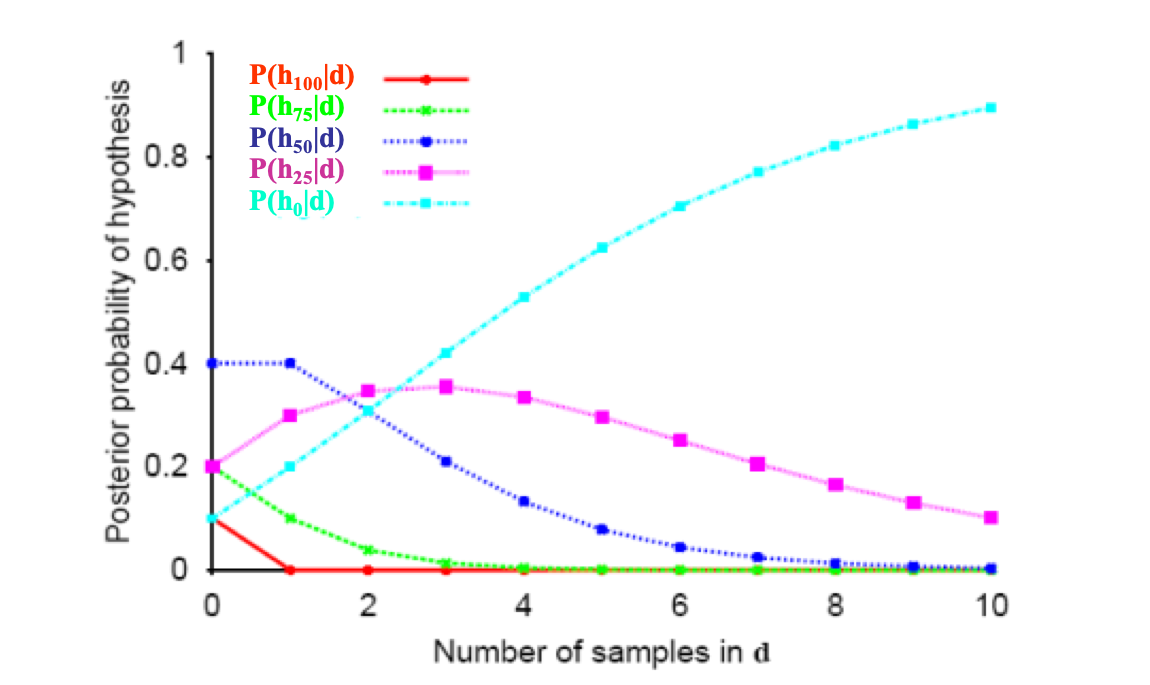 1
P(h100|d)
P(h75|d)
P(h50|d)
P(h25|d)
P(h0|d)
0.8
0.6
0.4
0.2
0
Posterior probability of hypothesis
0 2 4 6 8 10
Number of samples in d